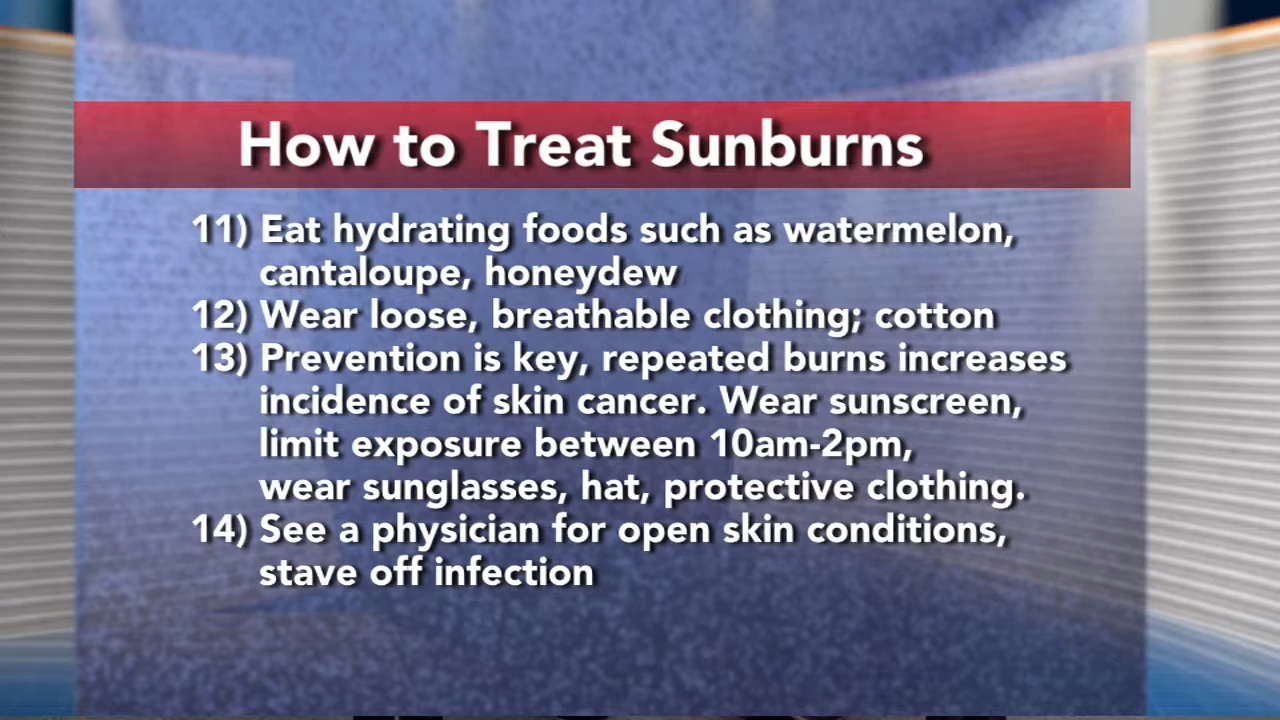 How to Treat Sunburns
11) Eat hydrating foods such as watermelon,
cantaloupe, honeydew
12) Wear loose, breathable clothing; cotton
13) Prevention is key, repeated burns increases
incidence of skin cancer. Wear sunscreen,
limit exposure between 10am-2pm,
wear sunglasses, hat, protective clothing.
14) See a physician for open skin conditions,
stave off infection